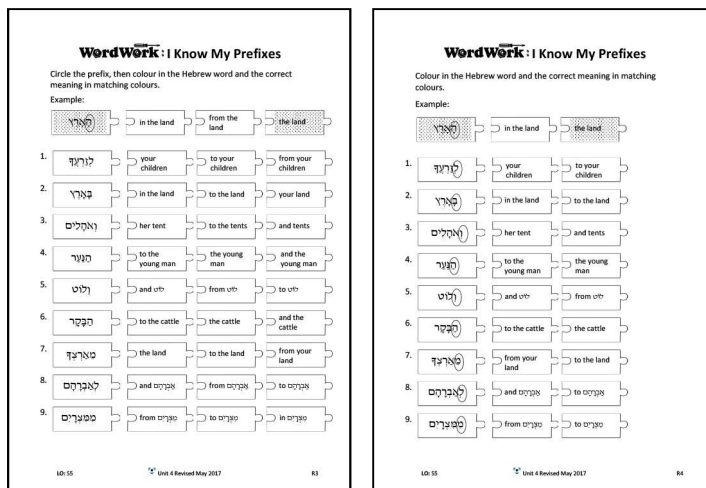 WordWork: I Know My Prefixes
Circle the prefix, then colour in the Hebrew word and the correct
meaning in matching colours.
Example:
הָאָרֶץ in the land from the land the land
1. לְזַרְעֲךָ your children to your children from your children
2. בָּאָרֶץ in the land to the land your land
3. וְאֹהָלִים her tent to the tents and tents
4. הַנַּעַר to the young man the young man and the young man
5. וְלוֹט and לוֹט from לוֹט to לוֹט
6. הַבָּקָר to the cattle the cattle and the cattle
7. מֵאַרְצְךָ the land to the land from your land
8. לְאַבְרָהָם and אַבְרָהָם from אַבְרָהָם to אַבְרָהָם
9. מִמִּצְרַיִם from מִצְרַיִם to מִצְרַיִם in מִצְרַיִם
LO: 55 Unit 4 Revised May 2017 R3
WordWork: I Know My Prefixes
Colour in the Hebrew word and the correct meaning in matching
colours.
Example:
הָאָרֶץ in the land the land
1. לְזַרְעֲךָ your children to your children
2. בָּאָרֶץ in the land to the land
3. וְאֹהָלִים her tent and tents
4. הַנַּעַר to the young man the young man
5. וְלוֹט and לוֹט from לוֹט
6. הַבָּקָר to the cattle the cattle
7. מֵאַרְצְךָ from your land to the land
8. לְאַבְרָהָם and אַבְרָהָם to אַבְרָהָם
9. מִמִּצְרַיִם from מִצְרַיִם to מִצְרַיִם
LO: 55 Unit 4 Revised May 2017 R4